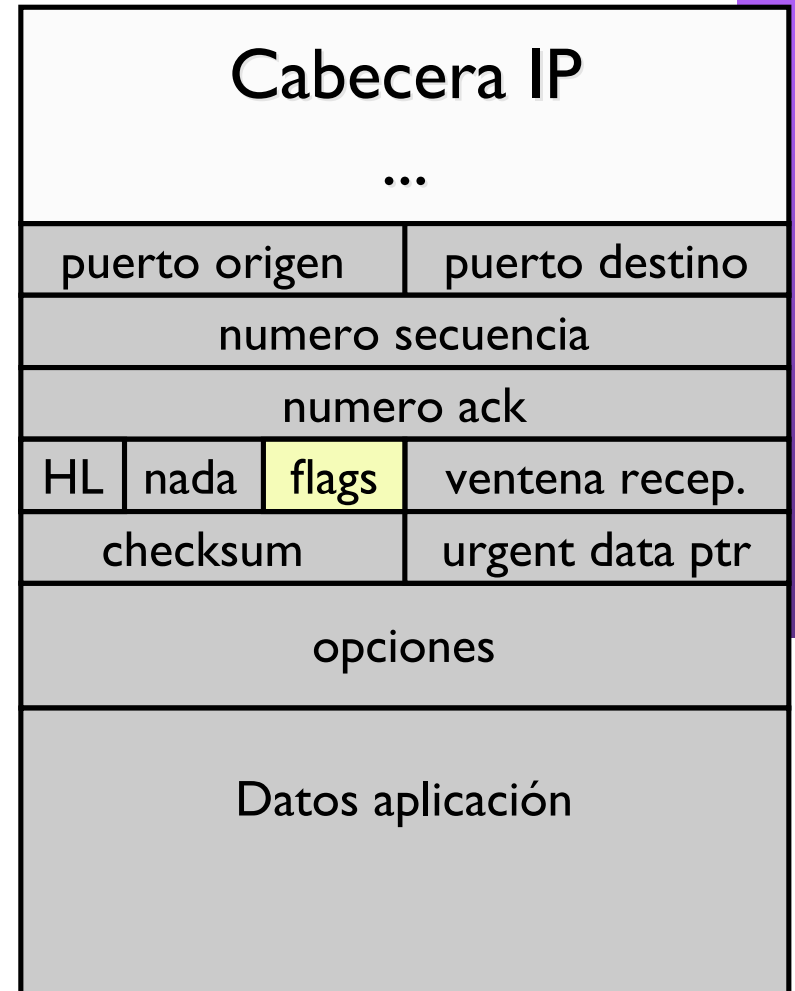 Cabecera IP
...
puerto origen puerto destino
numero secuencia
numero ack
HL nada flags ventena recep.
checksum urgent data ptr
opciones
Datos aplicación